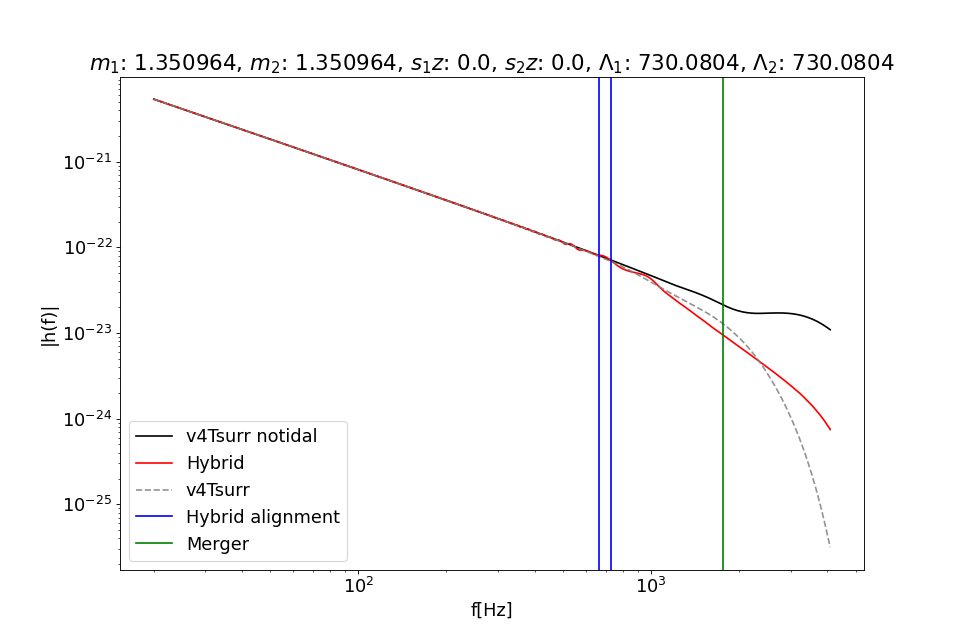 m₁: 1.350964, m₂: 1.350964, s₁z: 0.0, s₂z: 0.0, Λ₁: 730.0804, Λ₂: 730.0804
|h(f)|
10⁻²¹
10⁻²²
10⁻²³
10⁻²⁴
10⁻²⁵
v4Tsurr notidal
Hybrid
v4Tsurr
Hybrid alignment
Merger
10² 10³
f[Hz]